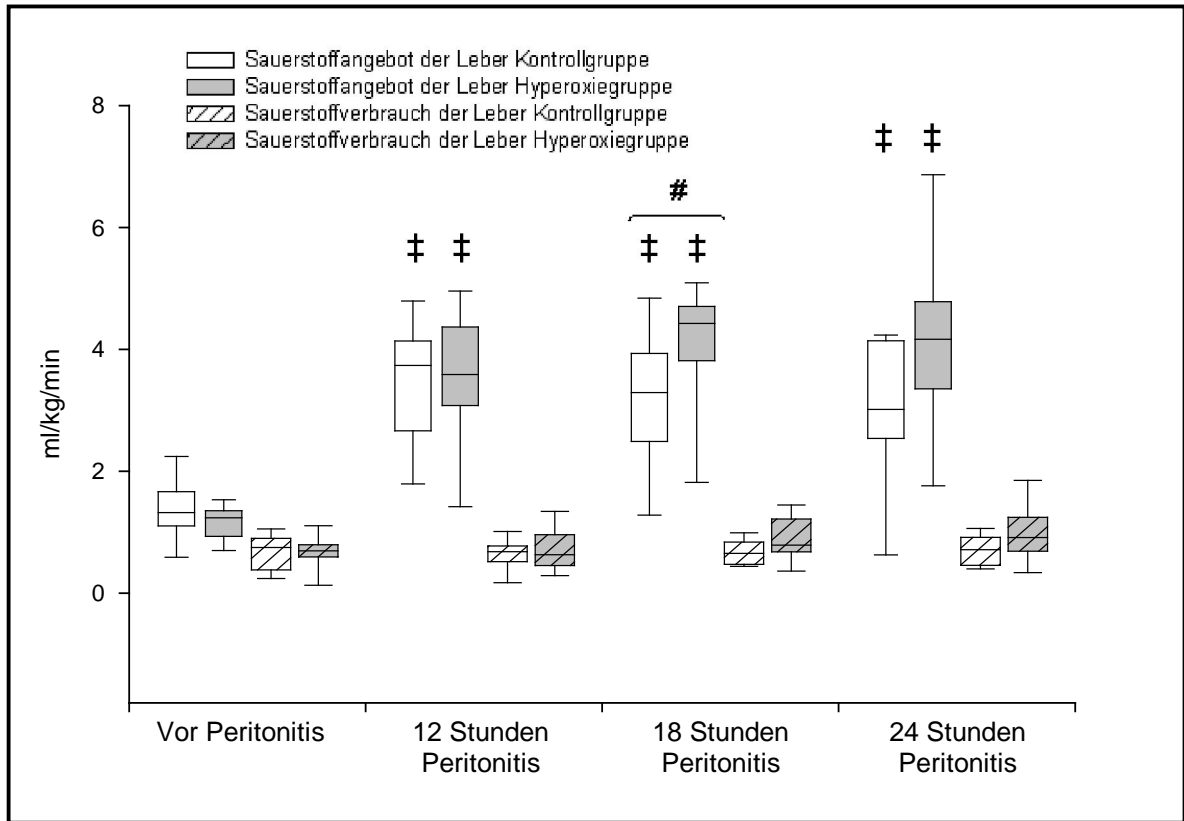 Sauerstoffangebot der Leber Kontrollgruppe
Sauerstoffangebot der Leber Hyperoxiegruppe
Sauerstoffverbrauch der Leber Kontrollgruppe
Sauerstoffverbrauch der Leber Hyperoxiegruppe
8
‡ ‡
#
6
‡ ‡ ‡ ‡
4
ml/kg/min
2
0
Vor Peritonitis
12 Stunden
Peritonitis
18 Stunden
Peritonitis
24 Stunden
Peritonitis